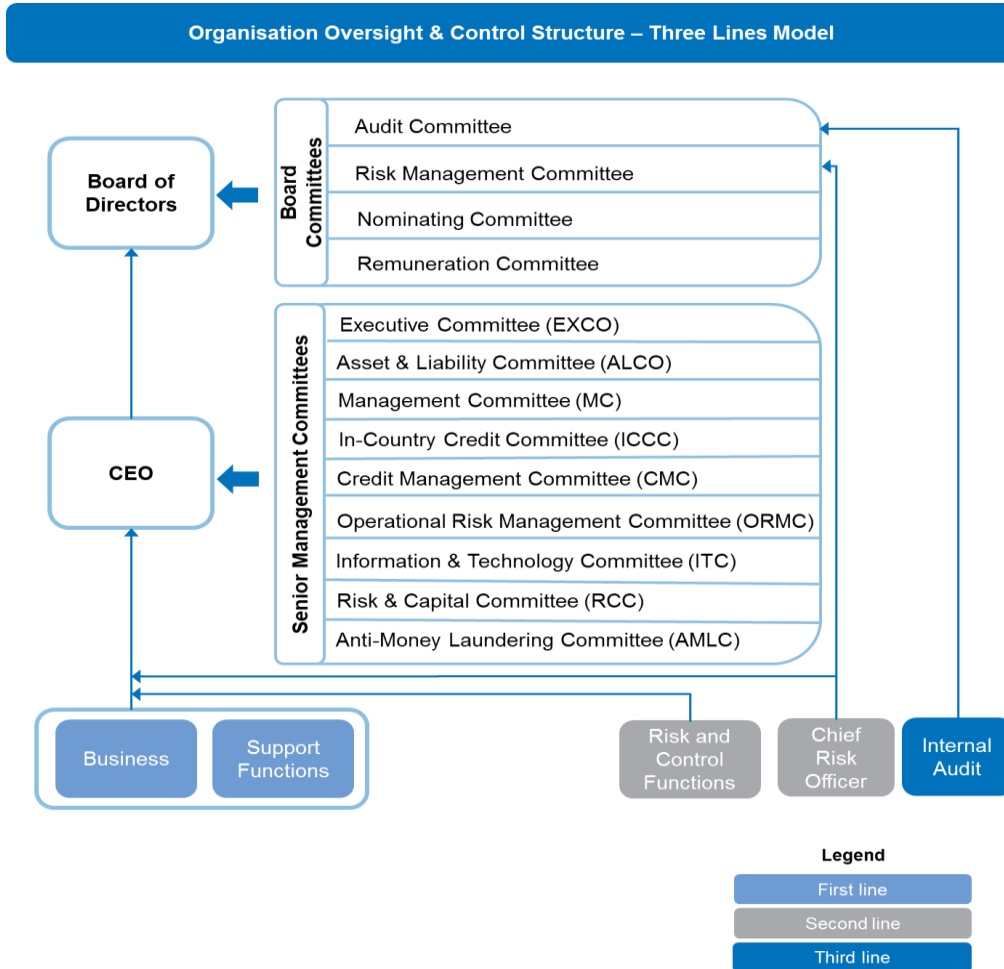 Organisation Oversight & Control Structure – Three Lines Model
Board of
Directors
Board
Committees
Audit Committee
Risk Management Committee
Nominating Committee
Remuneration Committee
CEO
Senior Management Committees
Executive Committee (EXCO)
Asset & Liability Committee (ALCO)
Management Committee (MC)
In-Country Credit Committee (ICCC)
Credit Management Committee (CMC)
Operational Risk Management Committee (ORMC)
Information & Technology Committee (ITC)
Risk & Capital Committee (RCC)
Anti-Money Laundering Committee (AMLC)
Business
Support
Functions
Risk and
Control
Functions
Chief
Risk
Officer
Internal
Audit
Legend
First line
Second line
Third line